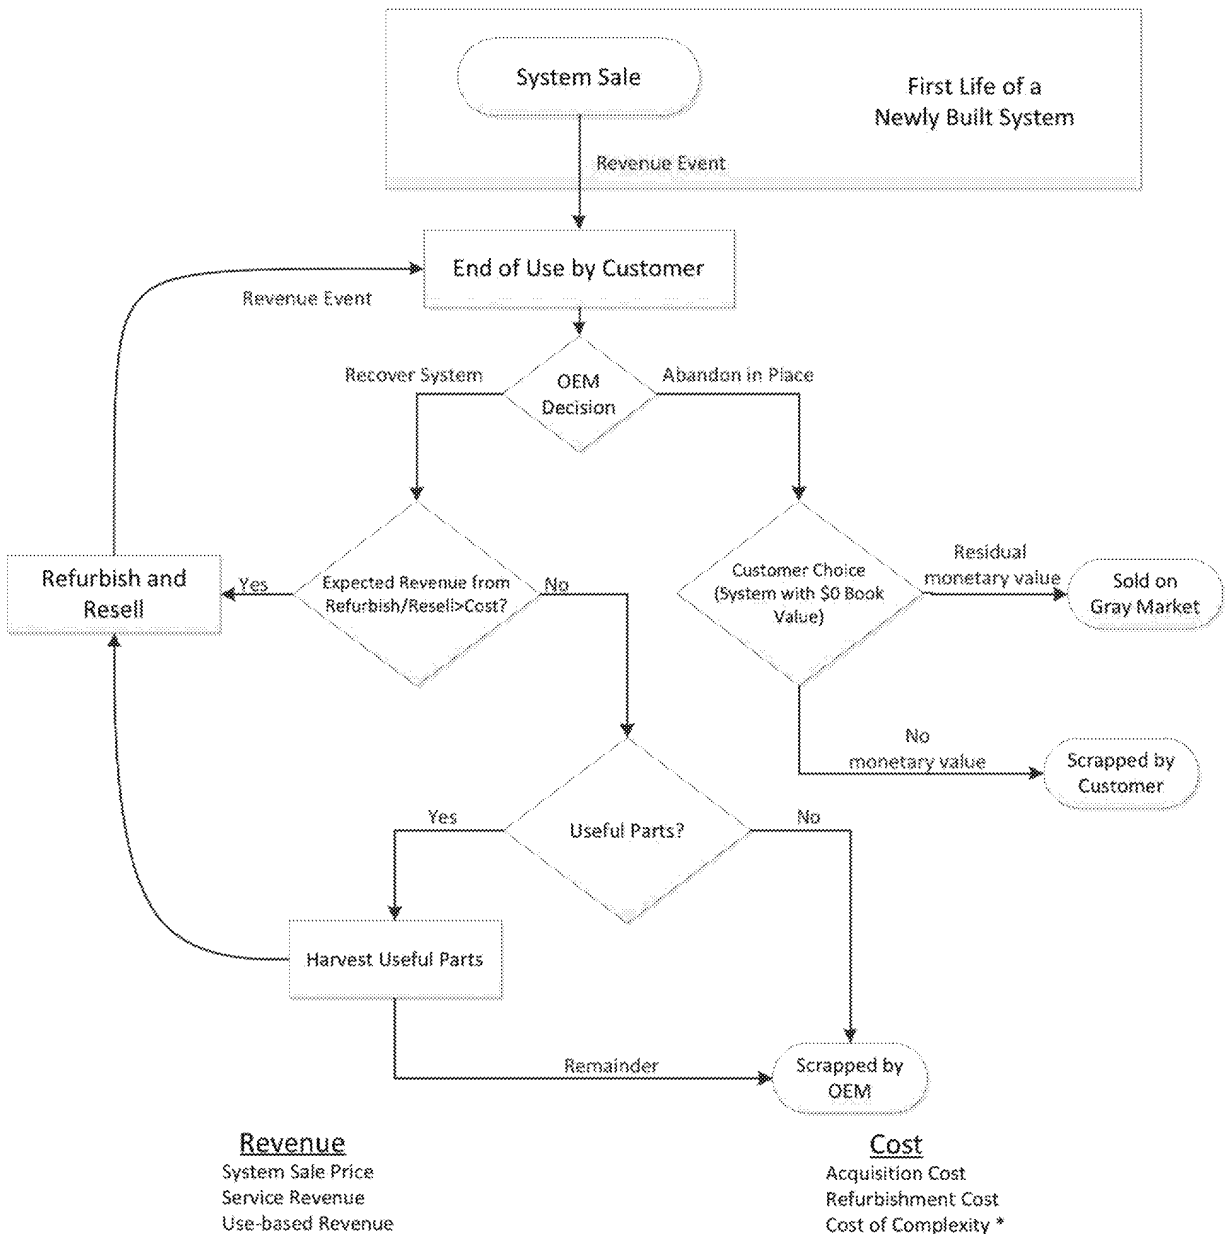 System Sale
First Life of a
Newly Built System
Revenue Event
End of Use by Customer
Revenue Event
Recover System
OEM
Decision
Abandon in Place
Refurbish and
Resell
Yes
Expected Revenue from
Refurbish/Resell>Cost?
No
Customer Choice
(System with $0 Book
Value)
Residual
monetary value
Sold on
Gray Market
No
monetary value
Scrapped by
Customer
Yes
Useful Parts?
No
Harvest Useful Parts
Remainder
Scrapped by
OEM
Revenue
System Sale Price
Service Revenue
Use-based Revenue
Cost
Acquisition Cost
Refurbishment Cost
Cost of Complexity *